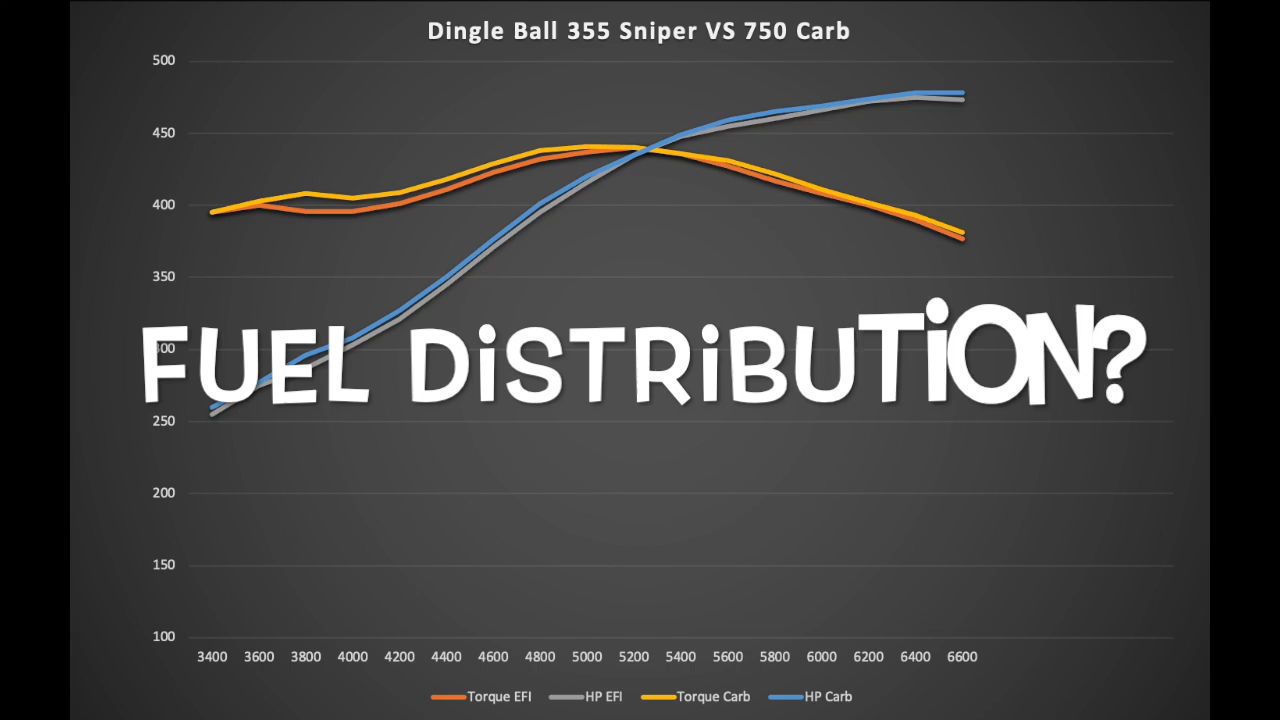 Dingle Ball 355 Sniper VS 750 Carb
500
450
400
350
300
FUEL DiSTRiBUTiON?
250
200
150
100
3400 3600 3800 4000 4200 4400 4600 4800 5000 5200 5400 5600 5800 6000 6200 6400 6600
Torque EFI HP EFI Torque Carb HP Carb